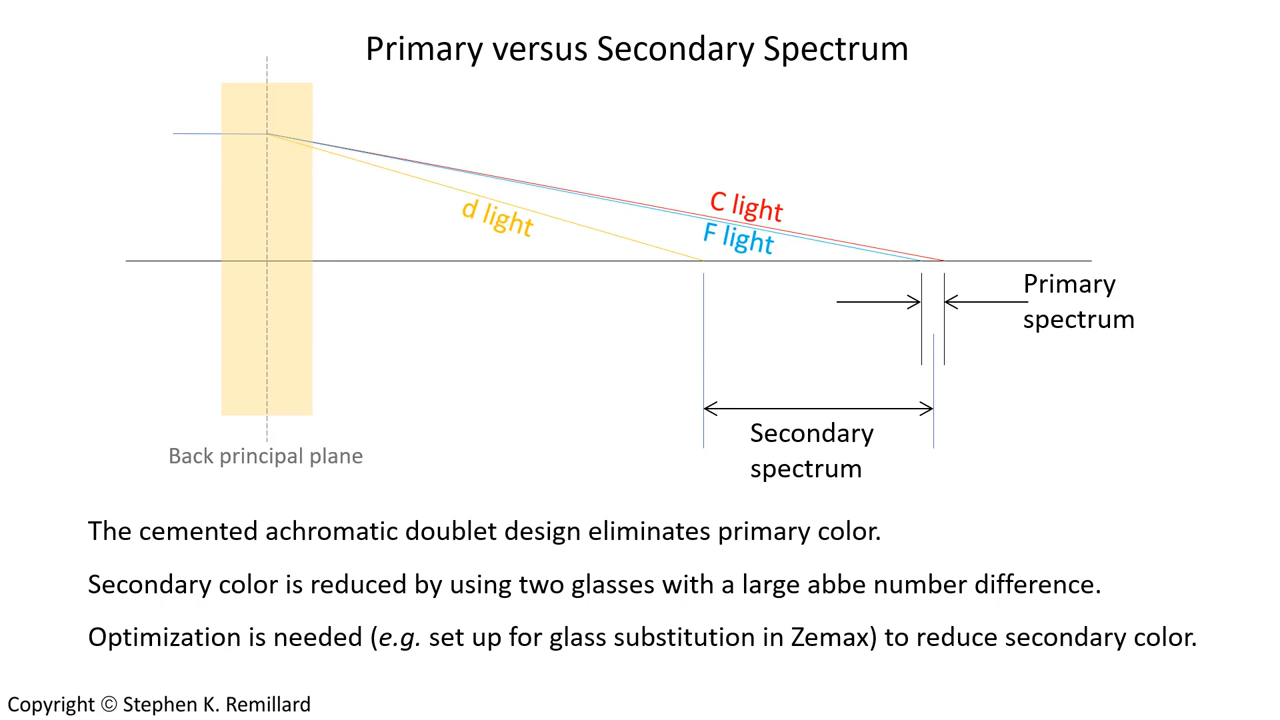 Primary versus Secondary Spectrum
C light
d light
F light
Primary
spectrum
Secondary
spectrum
Back principal plane
The cemented achromatic doublet design eliminates primary color.
Secondary color is reduced by using two glasses with a large abbe number difference.
Optimization is needed (e.g. set up for glass substitution in Zemax) to reduce secondary color.
Copyright © Stephen K. Remillard